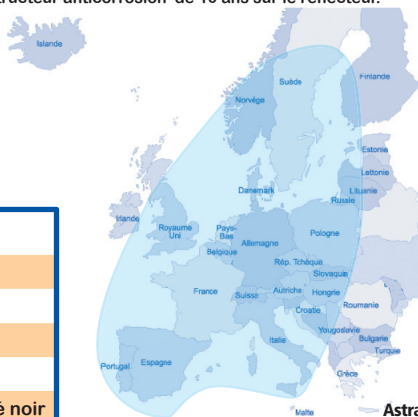 tructeur anticorrosion de 10 ans sur le réflecteur.
Islande
Suède
Finlande
Norvège
Estonie
Lettonie
Danemark
Lituanie
Russie
Irlande
Royaume
Uni
Pays-
Bas
Pologne
Allemagne
Belgique
Rép. Tchèque
Slovaquie
France
Autriche
Suisse
Hongrie
Roumanie
Croatie
Yougoslavie
Italie
Bulgarie
Portugal
Espagne
Turquie
Grèce
é noir
Malte
Astra